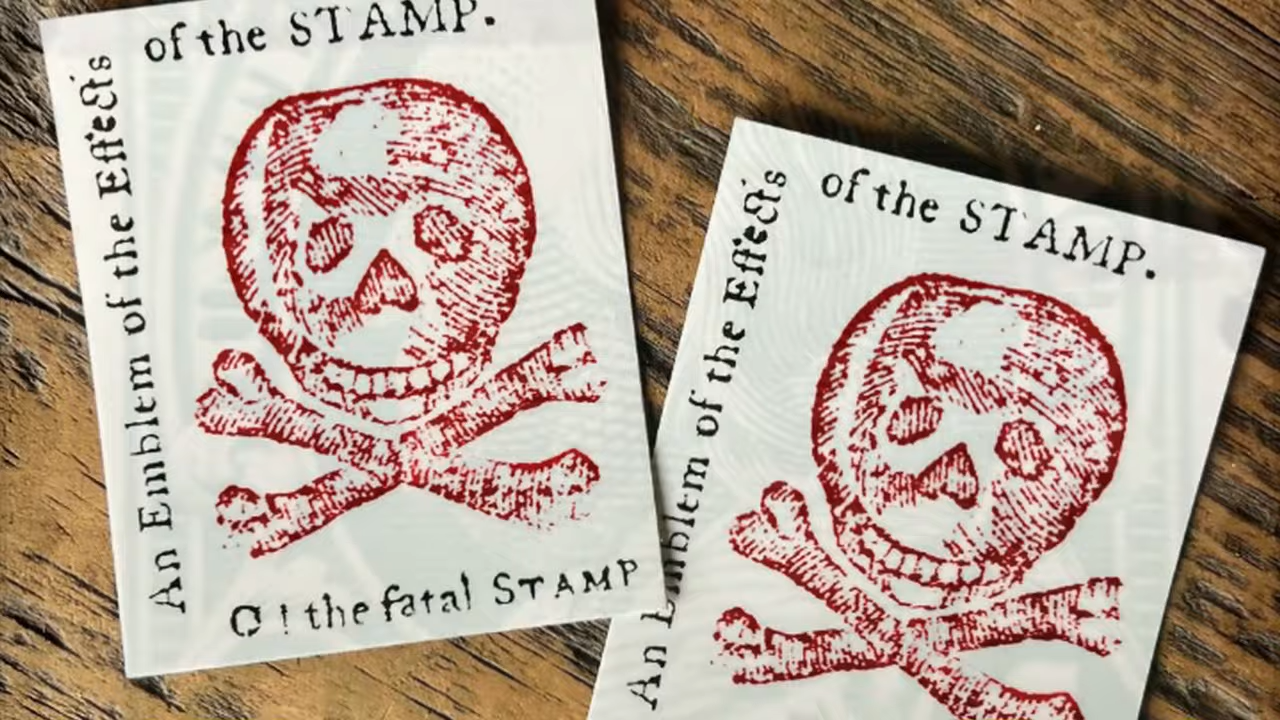 An Emblem of the Effects
of the STAMP.
O! the fatal STAMP
An Emblem of the Effects
of the STAMP.